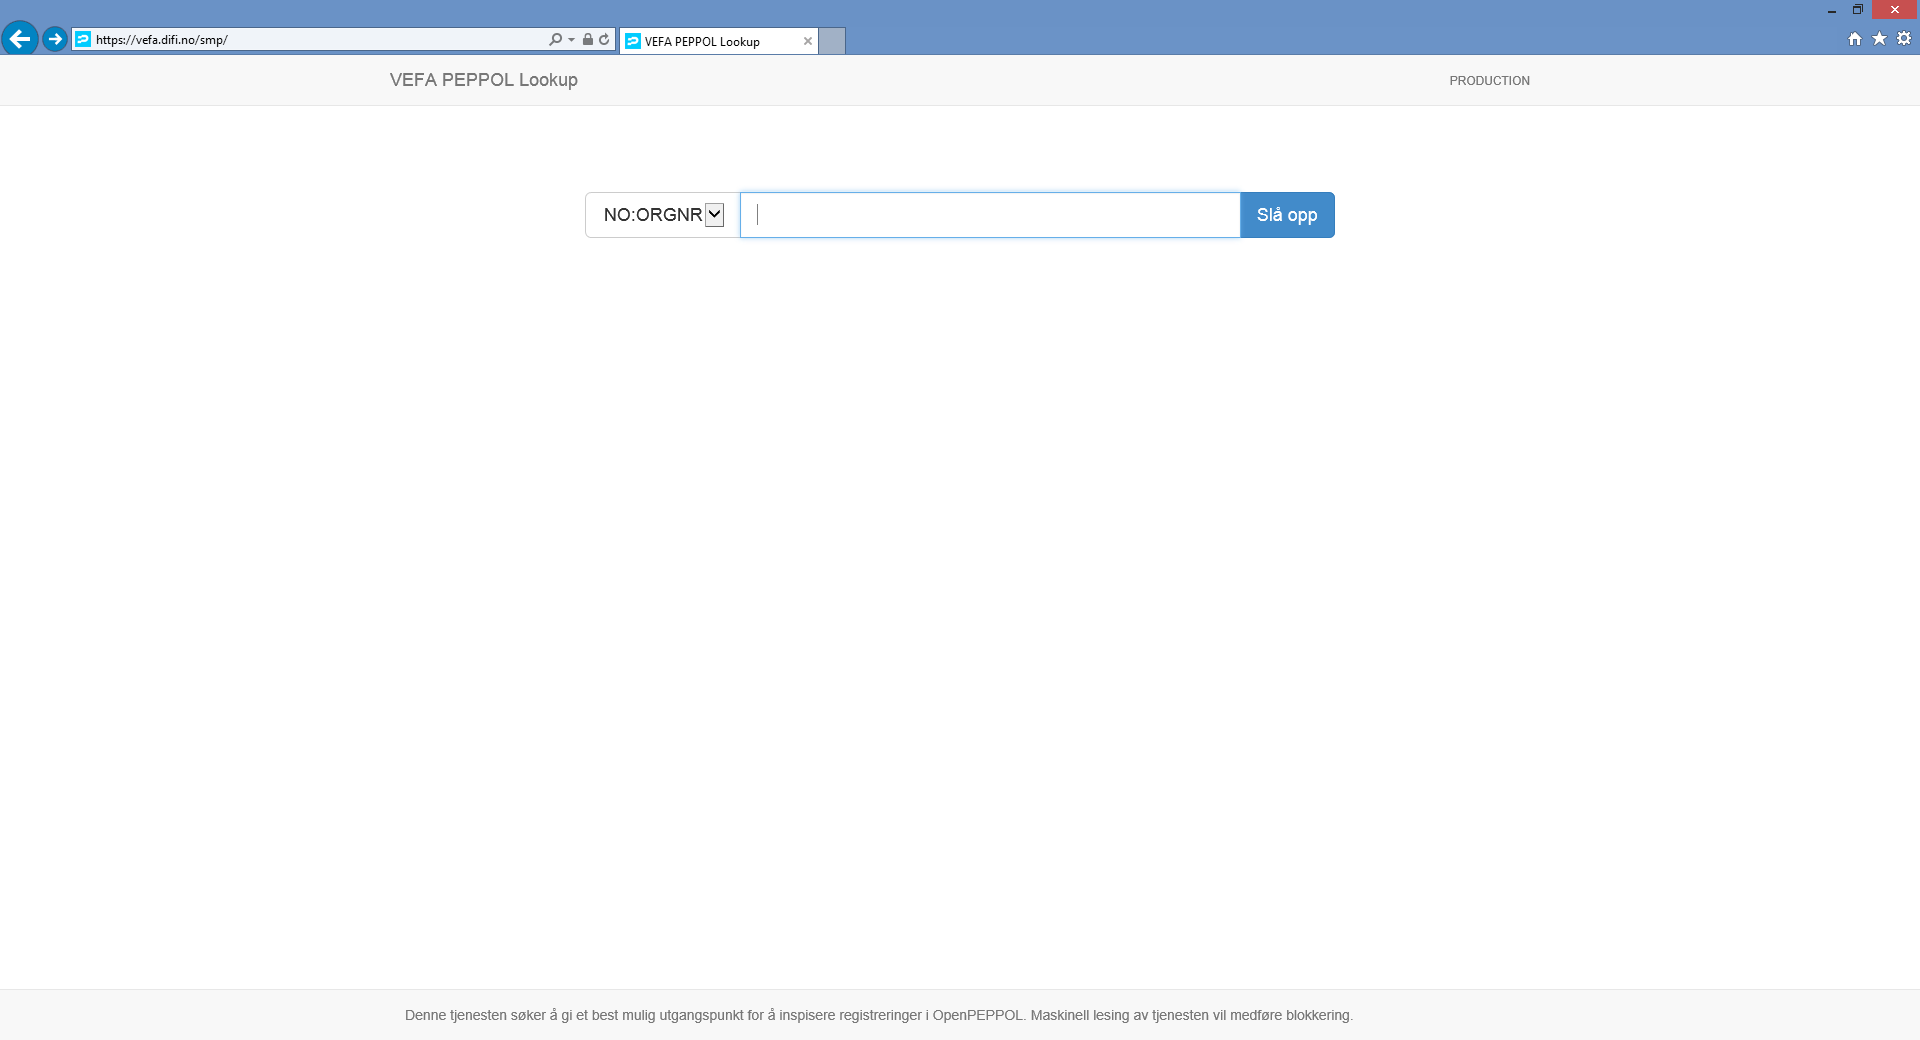 https://vefa.difi.no/smp/
VEFA PEPPOL Lookup
VEFA PEPPOL Lookup
PRODUCTION
NO:ORGNR
Slå opp
Denne tjenesten søker å gi et best mulig utgangspunkt for å inspisere registreringer i OpenPEPPOL. Maskinell lesing av tjenesten vil medføre blokkering.